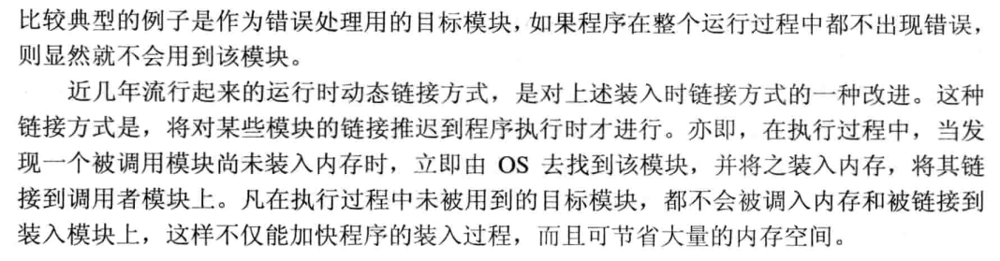 比较典型的例子是作为错误处理用的目标模块，如果程序在整个运行过程中都不出现错误，
则显然就不会用到该模块。
近几年流行起来的运行时动态链接方式，是对上述装入时链接方式的一种改进。这种
链接方式是，将对某些模块的链接推迟到程序执行时才进行。亦即，在执行过程中，当发
现一个被调用模块尚未装入内存时，立即由 OS 去找到该模块，并将之装入内存，将其链
接到调用者模块上。凡在执行过程中未被用到的目标模块，都不会被调入内存和被链接到
装入模块上，这样不仅能加快程序的装入过程，而且可节省大量的内存空间。